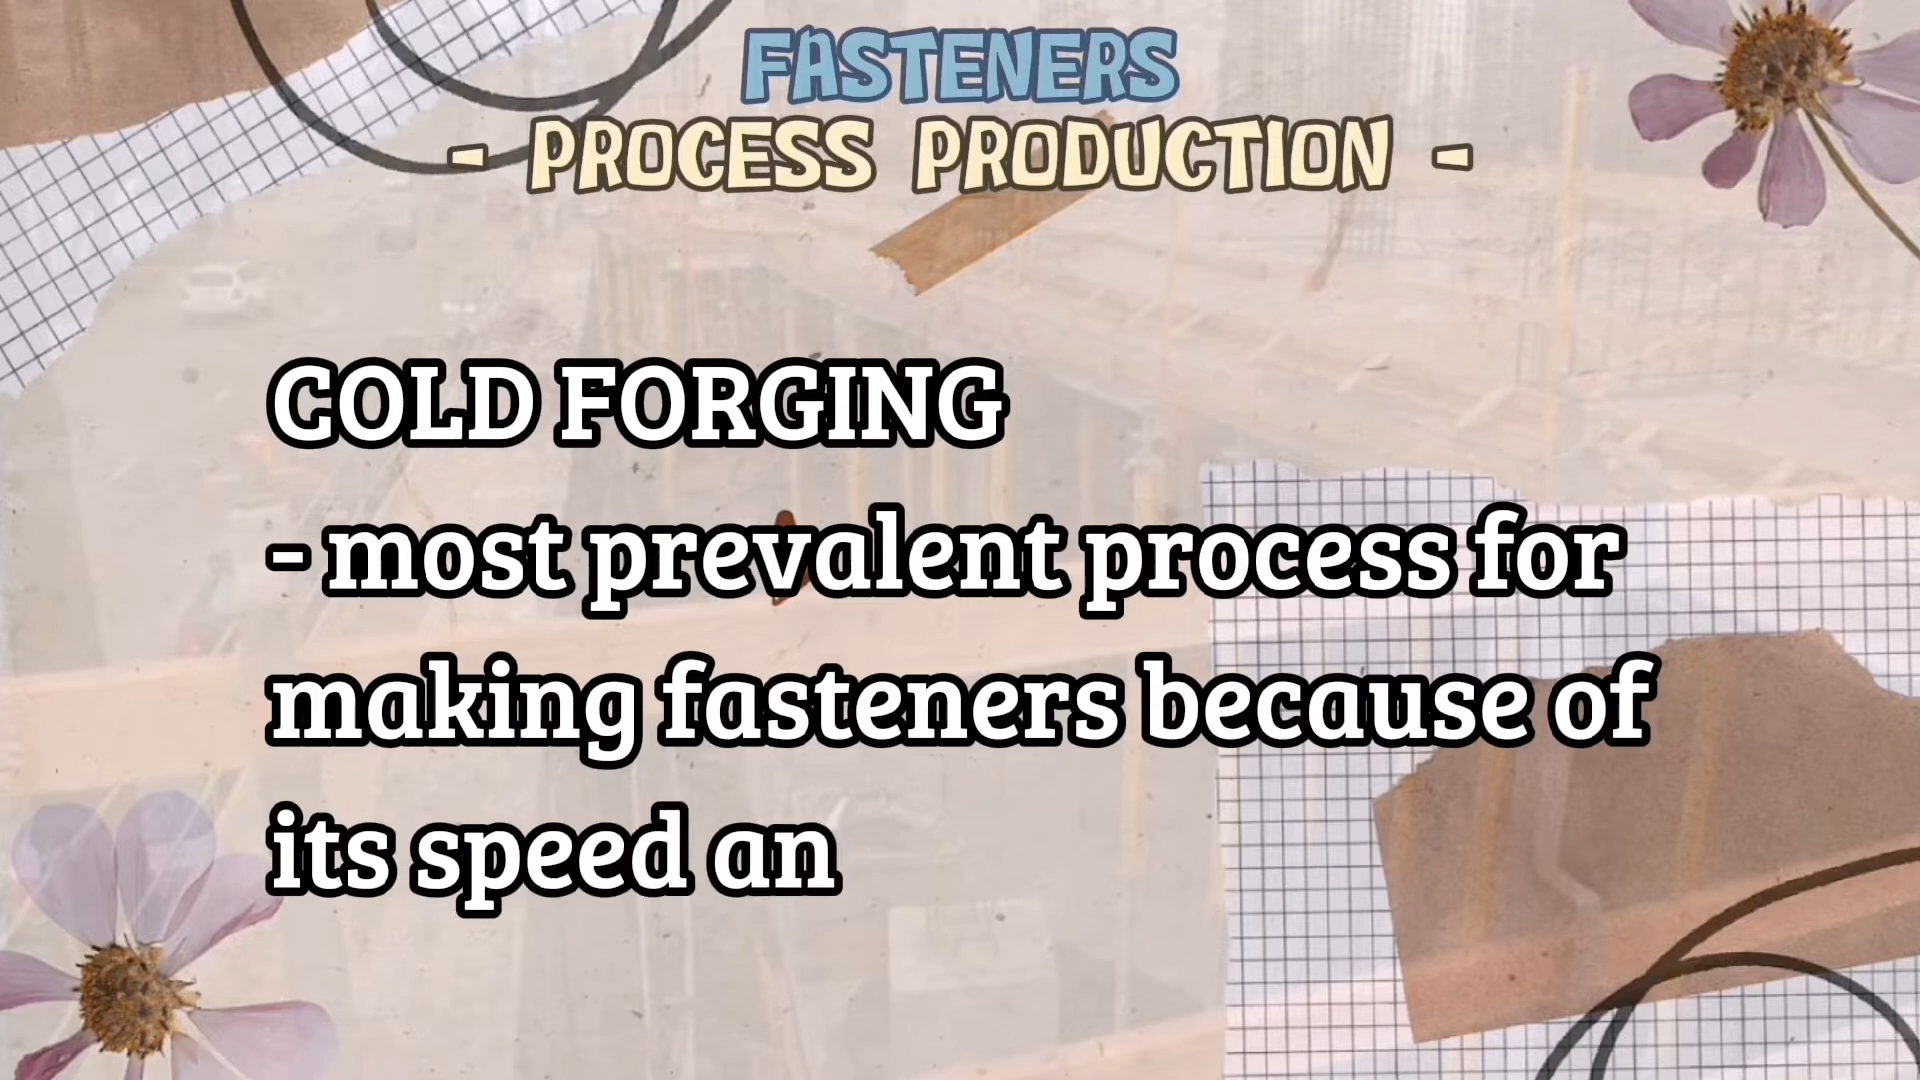 FASTENERS
- PROCESS PRODUCTION -
COLD FORGING
- most prevalent process for
making fasteners because of
its speed an